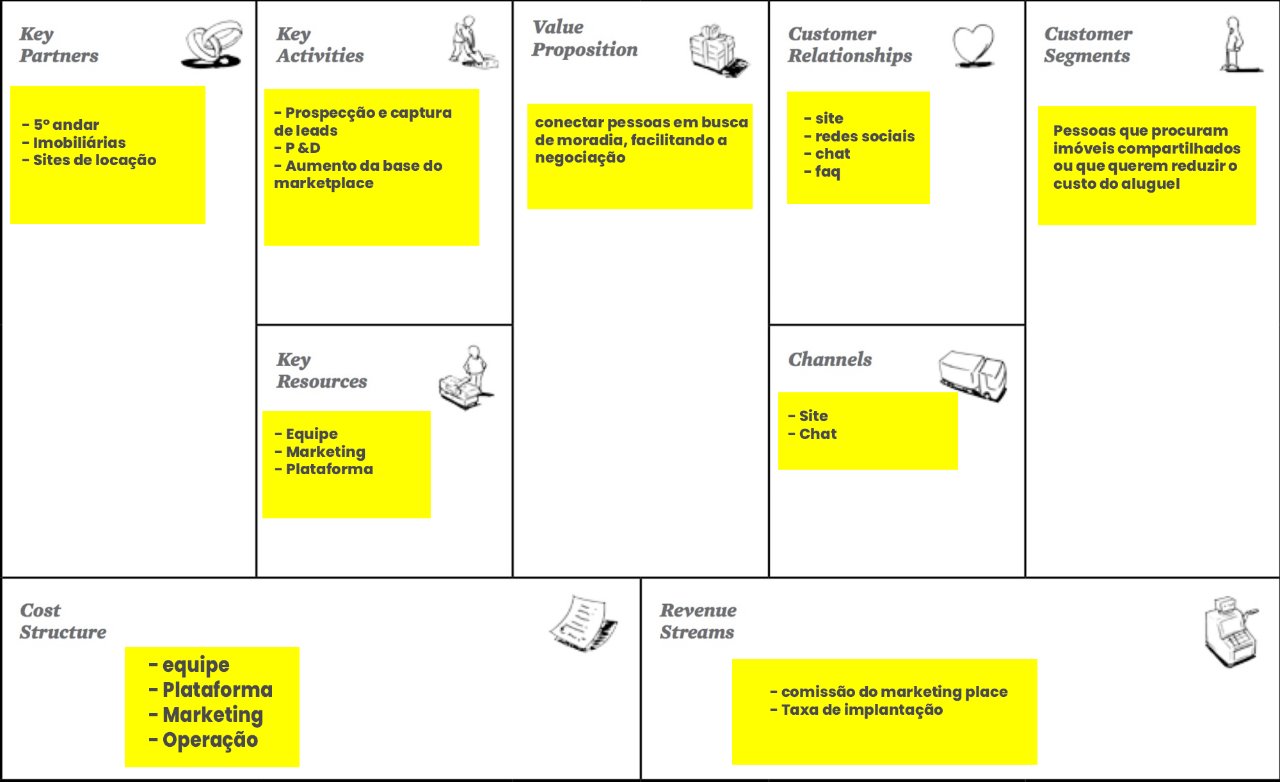 Key
Partners
- 5º andar
- Imobiliárias
- Sites de locação
Key
Activities
- Prospecção e captura
de leads
- P &D
- Aumento da base do
marketplace
Key
Resources
- Equipe
- Marketing
- Plataforma
Value
Proposition
conectar pessoas em busca
de moradia, facilitando a
negociação
Customer
Relationships
- site
- redes sociais
- chat
- faq
Channels
- Site
- Chat
Customer
Segments
Pessoas que procuram
imóveis compartilhados
ou que querem reduzir o
custo do aluguel
Cost
Structure
- equipe
- Plataforma
- Marketing
- Operação
Revenue
Streams
- comissão do marketing place
- Taxa de implantação